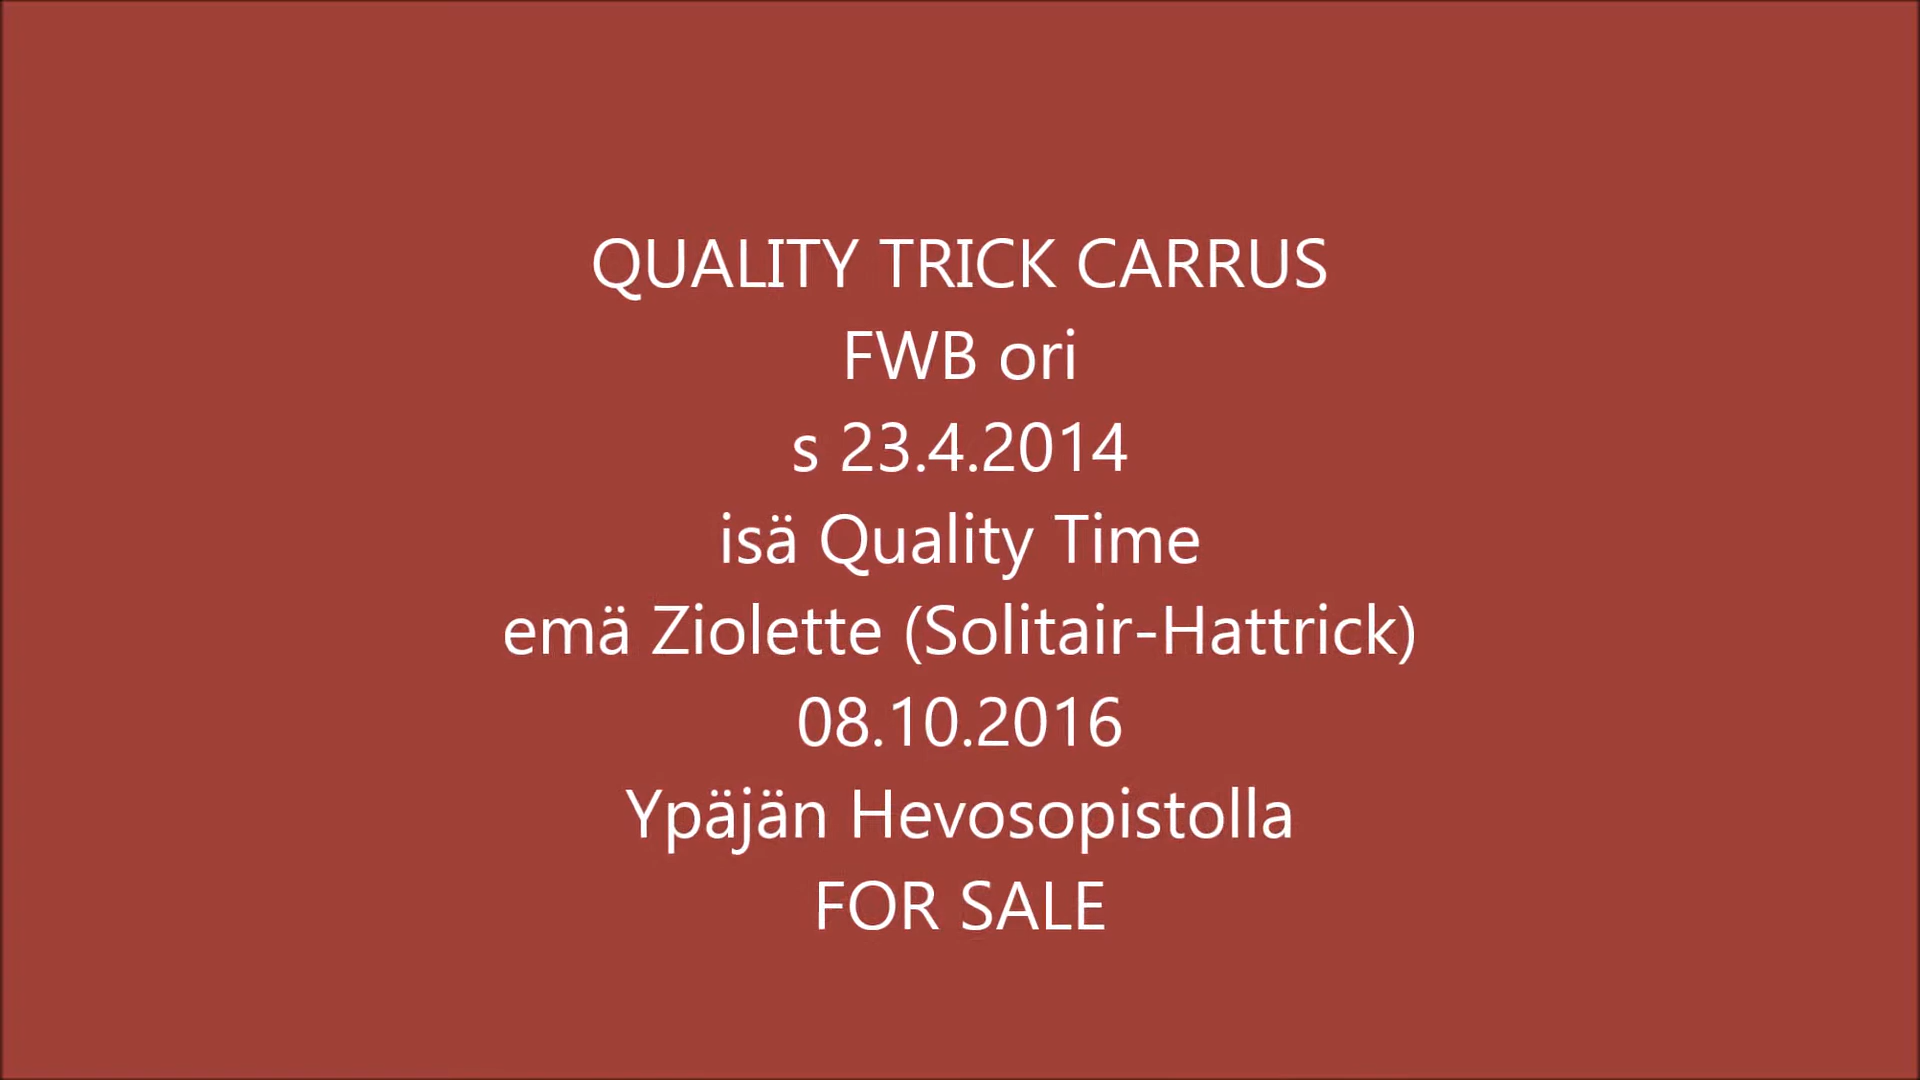 QUALITY TRICK CARRUS
FWB ori
s 23.4.2014
isä Quality Time
emä Ziolette (Solitair-Hattrick)
08.10.2016
Ypäjän Hevosopistolla
FOR SALE